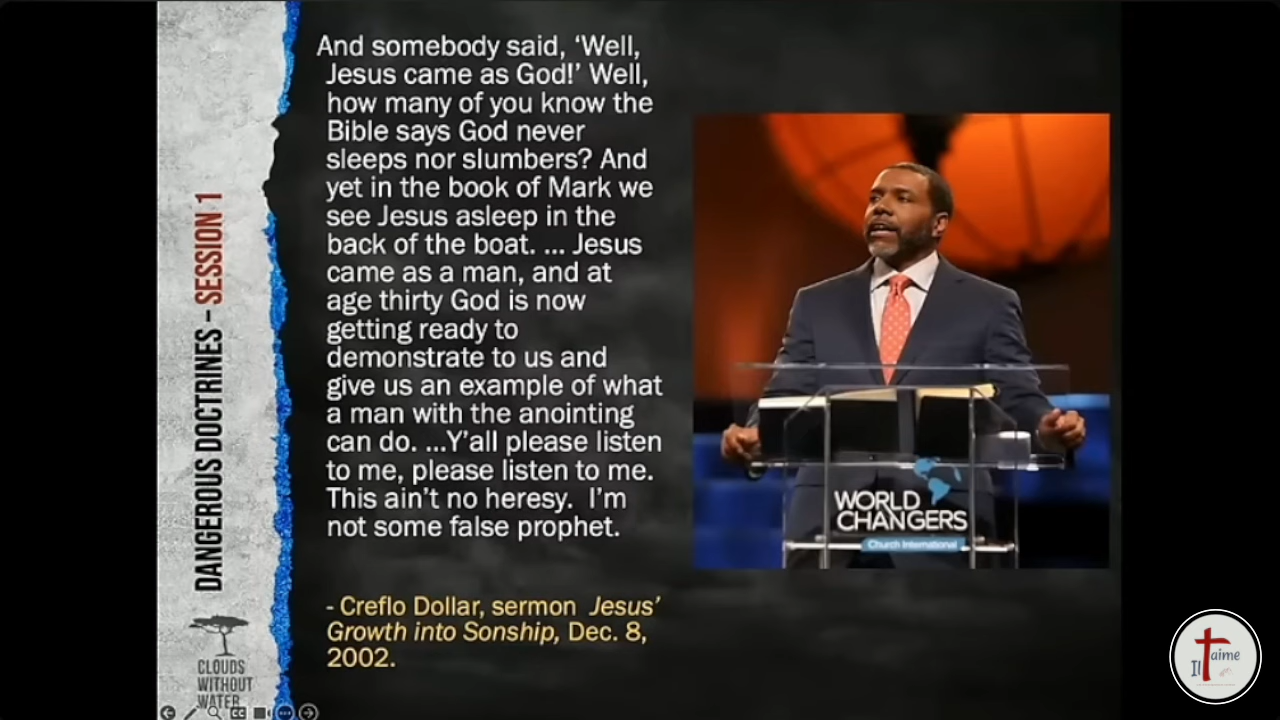 And somebody said, ‘Well,
Jesus came as God!’ Well,
how many of you know the
Bible says God never
sleeps nor slumbers? And
yet in the book of Mark we
see Jesus asleep in the
back of the boat. ... Jesus
came as a man, and at
age thirty God is now
getting ready to
demonstrate to us and
give us an example of what
a man with the anointing
can do. ...Y’all please listen
to me, please listen to me.
This ain’t no heresy. I’m
not some false prophet.
- Creflo Dollar, sermon Jesus’
Growth into Sonship, Dec. 8,
2002.
DANGEROUS DOCTRINES – SESSION 1
CLOUDS
WITHOUT
WATER
WORLD
CHANGERS
Church International
Il t aime
CC